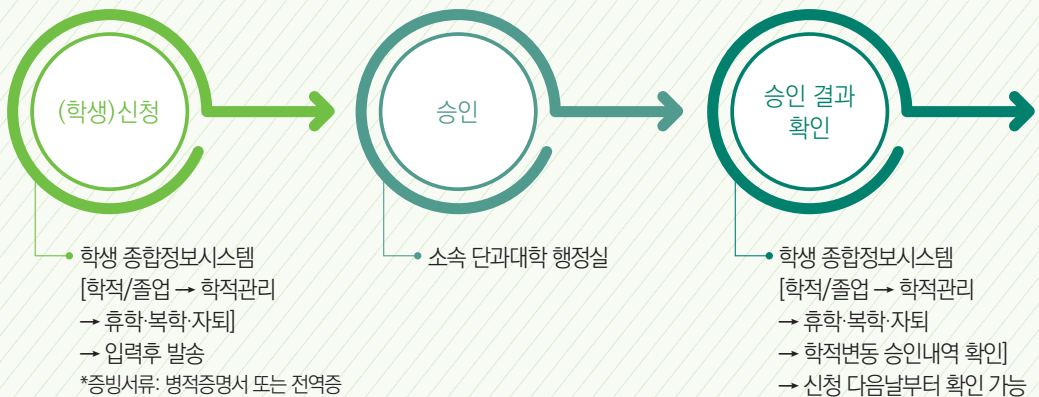 (학생)신청
승인
승인 결과
확인
학생 종합정보시스템
[학적/졸업 → 학적관리
→ 휴학·복학·자퇴]
→ 입력후 발송
*증빙서류: 병적증명서 또는 전역증
소속 단과대학 행정실
학생 종합정보시스템
[학적/졸업 → 학적관리
→ 휴학·복학·자퇴
→ 학적변동 승인내역 확인]
→ 신청 다음날부터 확인 가능